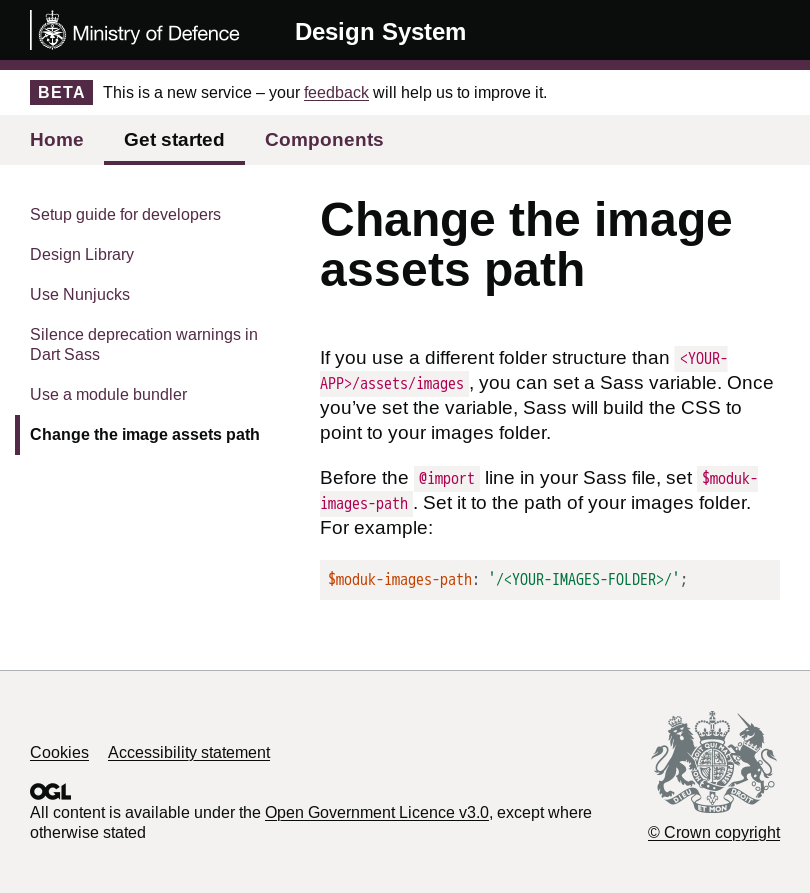 Ministry of Defence
Design System
BETA This is a new service – your feedback will help us to improve it.
Home Get started Components
Setup guide for developers
Design Library
Use Nunjucks
Silence deprecation warnings in
Dart Sass
Use a module bundler
Change the image assets path
Change the image
assets path
If you use a different folder structure than <YOUR-
APP>/assets/images, you can set a Sass variable. Once
you’ve set the variable, Sass will build the CSS to
point to your images folder.
Before the @import line in your Sass file, set $moduk-
images-path. Set it to the path of your images folder.
For example:
$moduk-images-path: '/<YOUR-IMAGES-FOLDER>/';
Cookies Accessibility statement
OGL
All content is available under the Open Government Licence v3.0, except where
otherwise stated
© Crown copyright